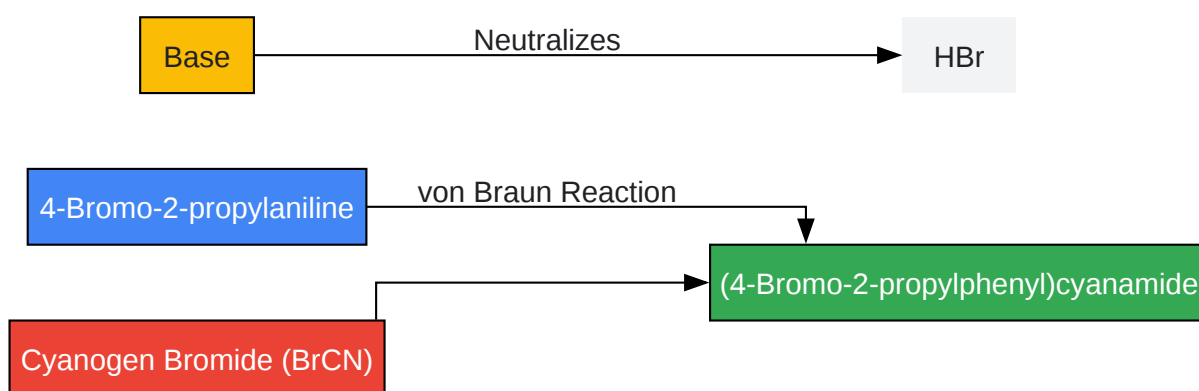 Neutralizes
Base
HBr
von Braun Reaction
4-Bromo-2-propylaniline
(4-Bromo-2-propylphenyl)cyanamide
Cyanogen Bromide (BrCN)